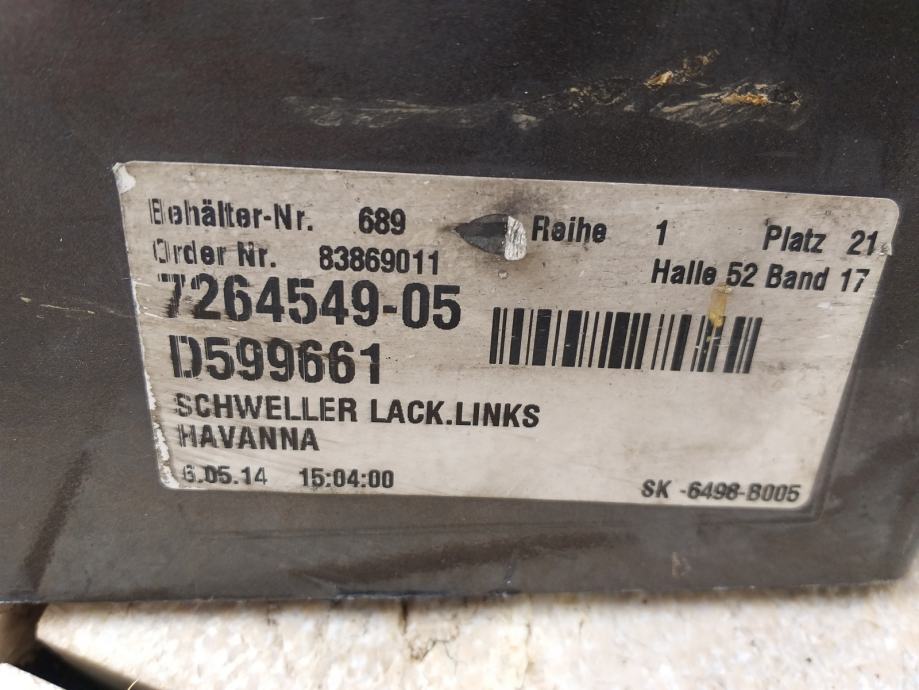 Behälter-Nr. 689 Reihe 1 Platz 21
Order Nr. 83869011 Halle 52 Band 17
7264549-05
D599661
SCHWELLER LACK.LINKS
HAVANNA
6.05.14 15:04:00 SK -6498-B005